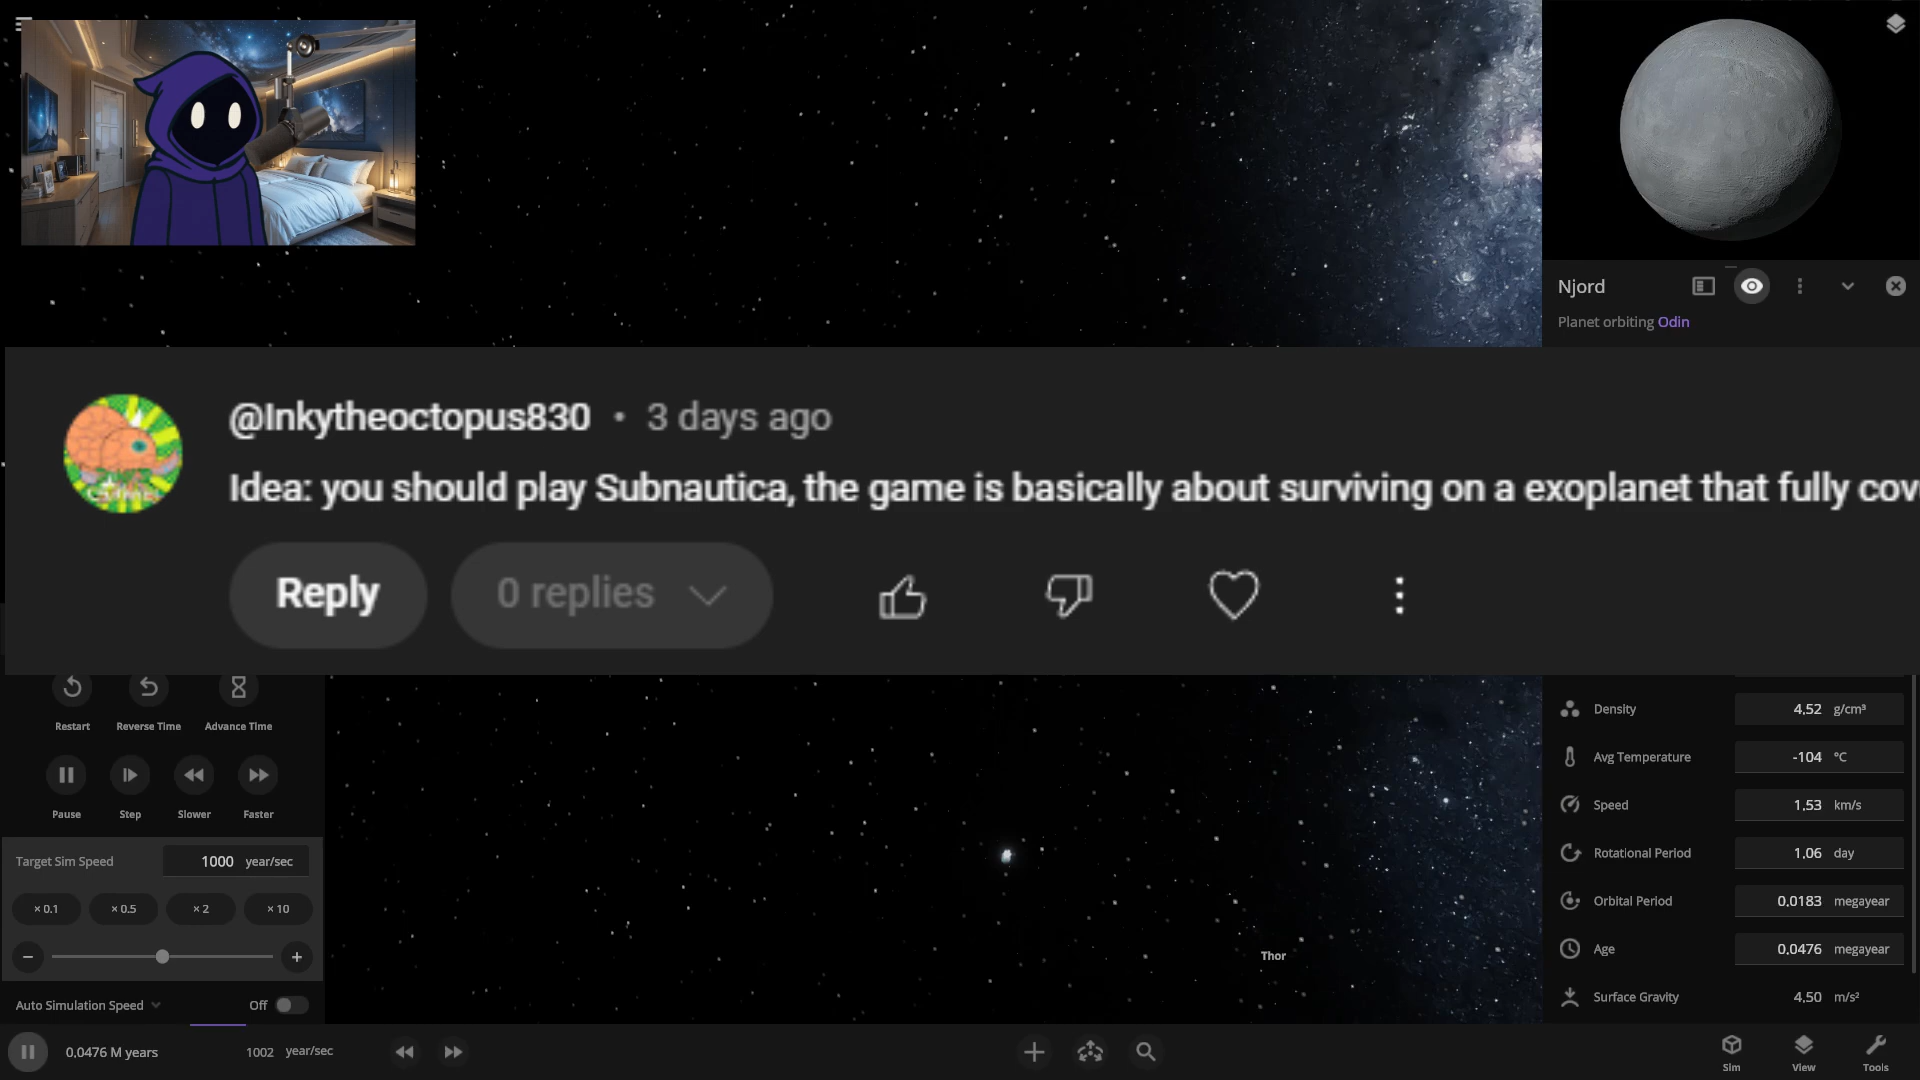 Njord
Planet orbiting Odin
@Inkytheoctopus830 • 3 days ago
Idea: you should play Subnautica, the game is basically about surviving on a exoplanet that fully cov
Reply
0 replies
Restart
Reverse Time
Advance Time
Pause
Step
Slower
Faster
Target Sim Speed
1000 year/sec
× 0.1
× 0.5
× 2
× 10
Auto Simulation Speed
Off
Thor
Density 4.52 g/cm³
Avg Temperature -104 °C
Speed 1.53 km/s
Rotational Period 1.06 day
Orbital Period 0.0183 megayear
Age 0.0476 megayear
Surface Gravity 4.50 m/s²
0.0476 M years
1002 year/sec
Sim
View
Tools